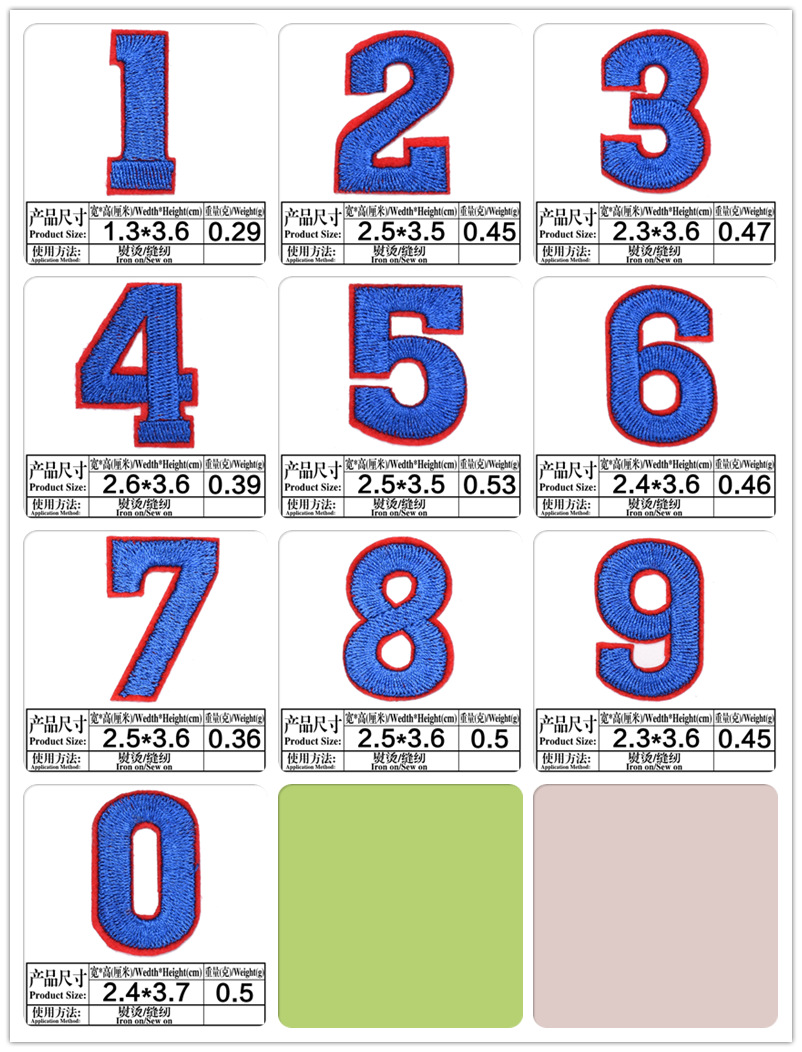 1
2
3
产品尺寸 宽*高(厘米)/Wedth*Height(cm) 重量(克)/Weight(g)
Product Size: 1.3*3.6 0.29
使用方法: 熨烫/缝纫
Application Method: Iron on/Sew on
产品尺寸 宽*高(厘米)/Wedth*Height(cm) 重量(克)/Weight(g)
Product Size: 2.5*3.5 0.45
使用方法: 熨烫/缝纫
Application Method: Iron on/Sew on
产品尺寸 宽*高(厘米)/Wedth*Height(cm) 重量(克)/Weight(g)
Product Size: 2.3*3.6 0.47
使用方法: 熨烫/缝纫
Application Method: Iron on/Sew on
4
5
6
产品尺寸 宽*高(厘米)/Wedth*Height(cm) 重量(克)/Weight(g)
Product Size: 2.6*3.6 0.39
使用方法: 熨烫/缝纫
Application Method: Iron on/Sew on
产品尺寸 宽*高(厘米)/Wedth*Height(cm) 重量(克)/Weight(g)
Product Size: 2.5*3.5 0.53
使用方法: 熨烫/缝纫
Application Method: Iron on/Sew on
产品尺寸 宽*高(厘米)/Wedth*Height(cm) 重量(克)/Weight(g)
Product Size: 2.4*3.6 0.46
使用方法: 熨烫/缝纫
Application Method: Iron on/Sew on
7
8
9
产品尺寸 宽*高(厘米)/Wedth*Height(cm) 重量(克)/Weight(g)
Product Size: 2.5*3.6 0.36
使用方法: 熨烫/缝纫
Application Method: Iron on/Sew on
产品尺寸 宽*高(厘米)/Wedth*Height(cm) 重量(克)/Weight(g)
Product Size: 2.5*3.6 0.5
使用方法: 熨烫/缝纫
Application Method: Iron on/Sew on
产品尺寸 宽*高(厘米)/Wedth*Height(cm) 重量(克)/Weight(g)
Product Size: 2.3*3.6 0.45
使用方法: 熨烫/缝纫
Application Method: Iron on/Sew on
0
产品尺寸 宽*高(厘米)/Wedth*Height(cm) 重量(克)/Weight(g)
Product Size: 2.4*3.7 0.5
使用方法: 熨烫/缝纫
Application Method: Iron on/Sew on